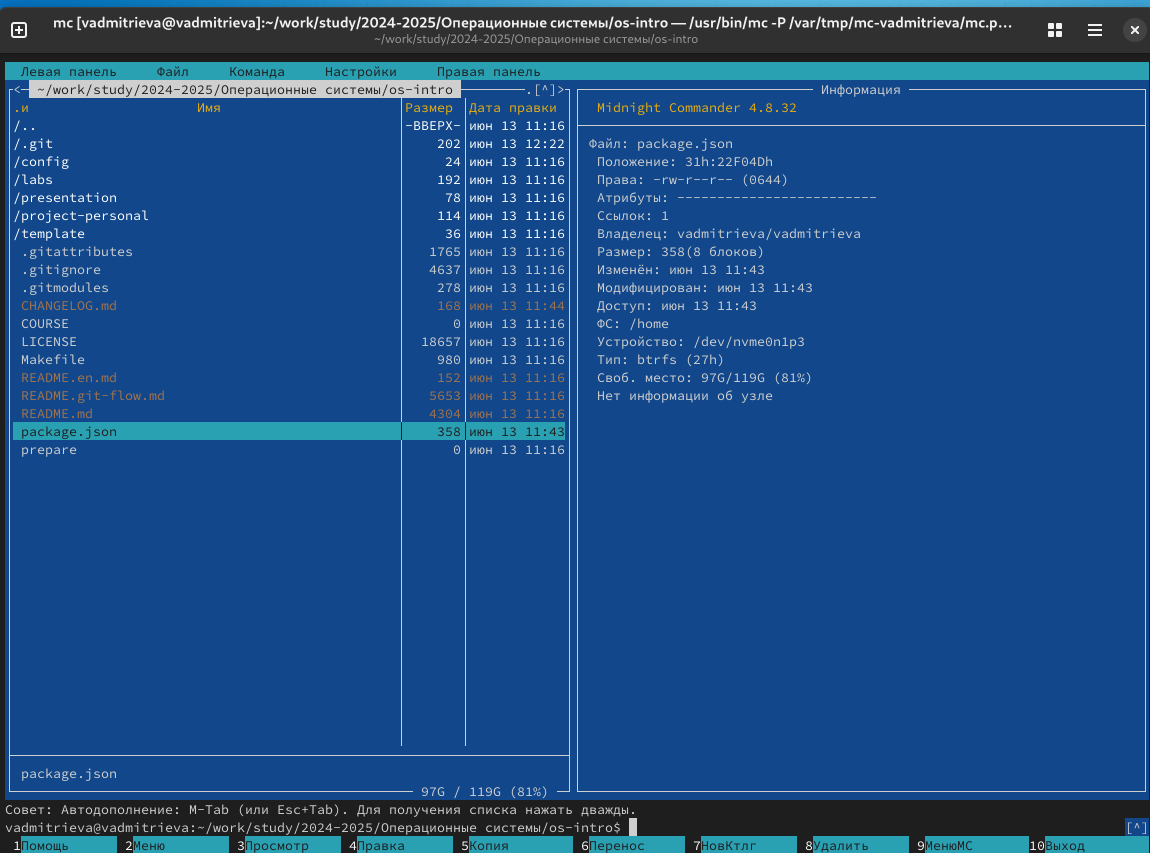 mc [vadmitrieva@vadmitrieva]:~/work/study/2024-2025/Операционные системы/os-intro — /usr/bin/mc -P /var/tmp/mc-vadmitrieva/mc.p…
~/work/study/2024-2025/Операционные системы/os-intro
Левая панель Файл Команда Настройки Правая панель
<─ ~/work/study/2024-2025/Операционные системы/os-intro ─.[^]>
.и Имя Размер Дата правки
/.. -ВВЕРХ- июн 13 11:16
/.git 202 июн 13 12:22
/config 24 июн 13 11:16
/labs 192 июн 13 11:16
/presentation 78 июн 13 11:16
/project-personal 114 июн 13 11:16
/template 36 июн 13 11:16
.gitattributes 1765 июн 13 11:16
.gitignore 4637 июн 13 11:16
.gitmodules 278 июн 13 11:16
CHANGELOG.md 168 июн 13 11:44
COURSE 0 июн 13 11:16
LICENSE 18657 июн 13 11:16
Makefile 980 июн 13 11:16
README.en.md 152 июн 13 11:16
README.git-flow.md 5653 июн 13 11:16
README.md 4304 июн 13 11:16
package.json 358 июн 13 11:43
prepare 0 июн 13 11:16
package.json
97G / 119G (81%)
Информация
Midnight Commander 4.8.32
Файл: package.json
Положение: 31h:22F04Dh
Права: -rw-r--r-- (0644)
Атрибуты: -------------------------
Ссылок: 1
Владелец: vadmitrieva/vadmitrieva
Размер: 358(8 блоков)
Изменён: июн 13 11:43
Модифицирован: июн 13 11:43
Доступ: июн 13 11:43
ФС: /home
Устройство: /dev/nvme0n1p3
Тип: btrfs (27h)
Своб. место: 97G/119G (81%)
Нет информации об узле
Совет: Автодополнение: M-Tab (или Esc+Tab). Для получения списка нажать дважды.
vadmitrieva@vadmitrieva:~/work/study/2024-2025/Операционные системы/os-intro$ [^]
1Помощь 2Меню 3Просмотр 4Правка 5Копия 6Перенос 7НовКтлг 8Удалить 9МенюMC 10Выход